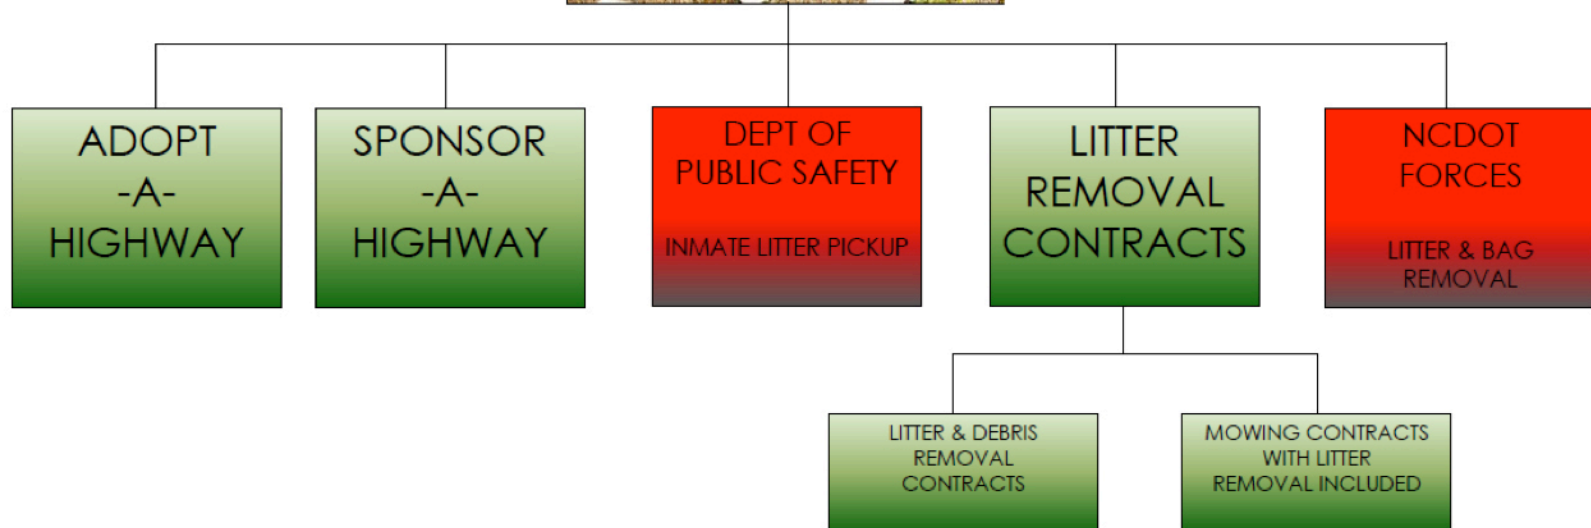 ADOPT
-A-
HIGHWAY
SPONSOR
-A-
HIGHWAY
DEPT OF
PUBLIC SAFETY
INMATE LITTER PICKUP
LITTER
REMOVAL
CONTRACTS
NCDOT
FORCES
LITTER & BAG
REMOVAL
LITTER & DEBRIS
REMOVAL
CONTRACTS
MOWING CONTRACTS
WITH LITTER
REMOVAL INCLUDED